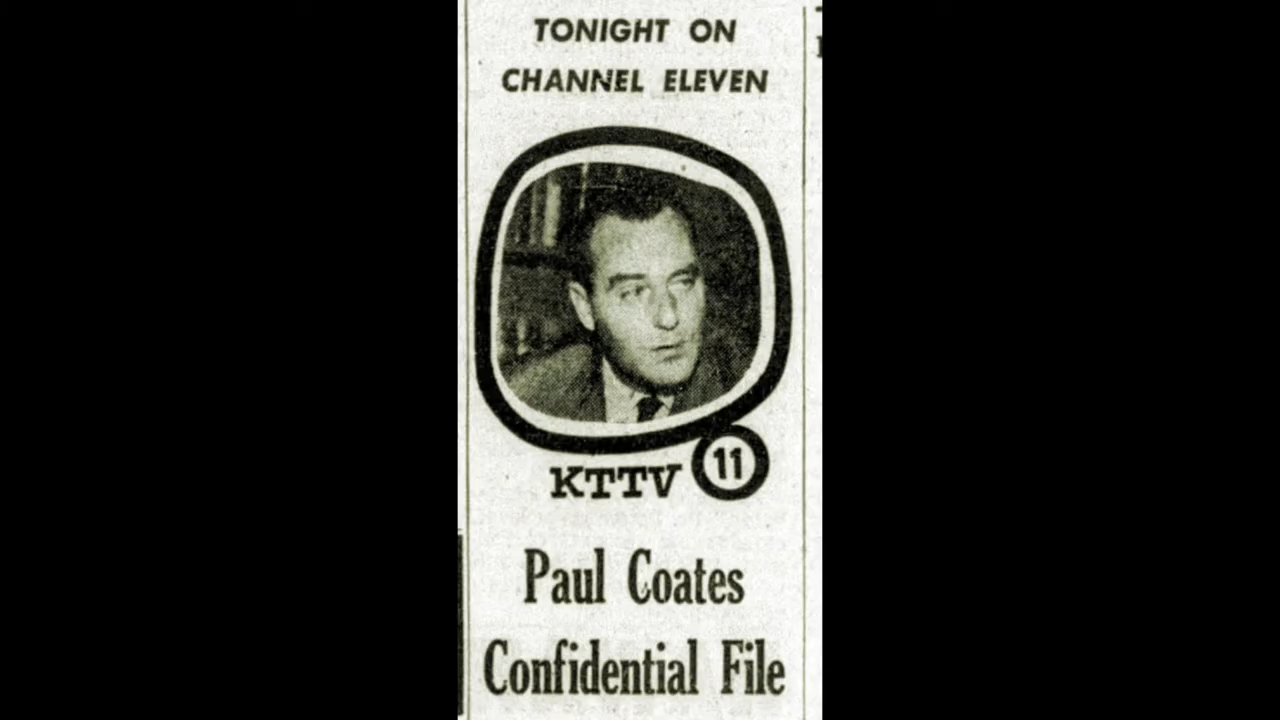 TONIGHT ON
CHANNEL ELEVEN
KTTV 11
Paul Coates
Confidential File